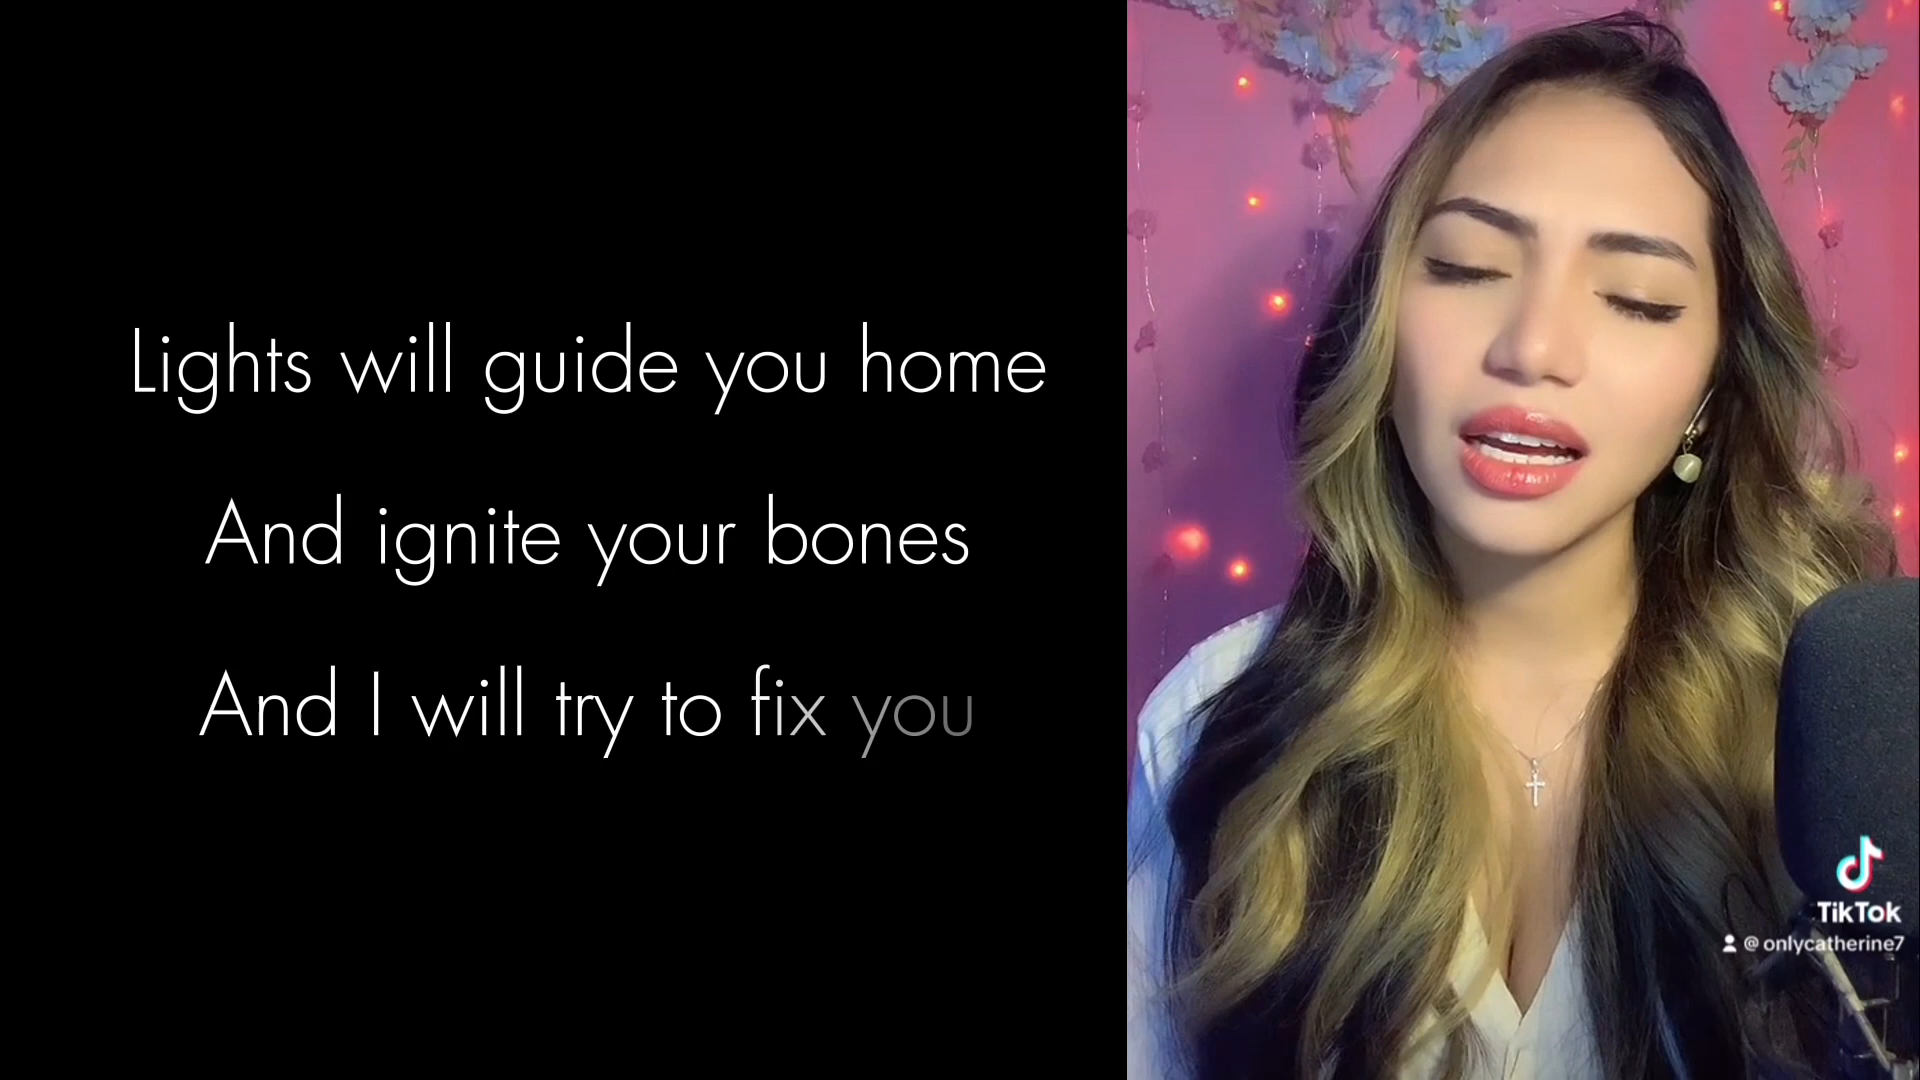 Lights will guide you home
And ignite your bones
And I will try to fix you
TikTok
@ onlycatherine7